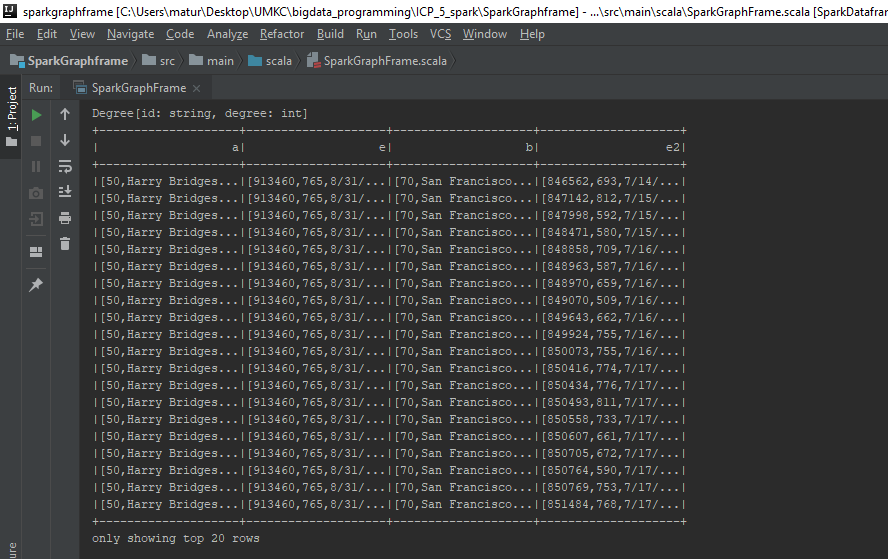 sparkgraphframe [C:\Users\matur\Desktop\UMKC\bigdata_programming\ICP_5_spark\SparkGraphframe] - ...\src\main\scala\SparkGraphFrame.scala [SparkDatafram
File Edit View Navigate Code Analyze Refactor Build Run Tools VCS Window Help
SparkGraphframe src main scala SparkGraphFrame.scala
1: Project
Run: SparkGraphFrame ×
Degree[id: string, degree: int]
+--------------------+--------------------+--------------------+--------------------+
|                   a|                   e|                   b|                  e2|
+--------------------+--------------------+--------------------+--------------------+
|[50,Harry Bridges...|[913460,765,8/31/...|[70,San Francisco...|[846562,693,7/14/...|
|[50,Harry Bridges...|[913460,765,8/31/...|[70,San Francisco...|[847142,812,7/15/...|
|[50,Harry Bridges...|[913460,765,8/31/...|[70,San Francisco...|[847998,592,7/15/...|
|[50,Harry Bridges...|[913460,765,8/31/...|[70,San Francisco...|[848471,580,7/15/...|
|[50,Harry Bridges...|[913460,765,8/31/...|[70,San Francisco...|[848858,709,7/16/...|
|[50,Harry Bridges...|[913460,765,8/31/...|[70,San Francisco...|[848963,587,7/16/...|
|[50,Harry Bridges...|[913460,765,8/31/...|[70,San Francisco...|[848970,659,7/16/...|
|[50,Harry Bridges...|[913460,765,8/31/...|[70,San Francisco...|[849070,509,7/16/...|
|[50,Harry Bridges...|[913460,765,8/31/...|[70,San Francisco...|[849643,662,7/16/...|
|[50,Harry Bridges...|[913460,765,8/31/...|[70,San Francisco...|[849924,755,7/16/...|
|[50,Harry Bridges...|[913460,765,8/31/...|[70,San Francisco...|[850073,755,7/16/...|
|[50,Harry Bridges...|[913460,765,8/31/...|[70,San Francisco...|[850416,774,7/17/...|
|[50,Harry Bridges...|[913460,765,8/31/...|[70,San Francisco...|[850434,776,7/17/...|
|[50,Harry Bridges...|[913460,765,8/31/...|[70,San Francisco...|[850493,811,7/17/...|
|[50,Harry Bridges...|[913460,765,8/31/...|[70,San Francisco...|[850558,733,7/17/...|
|[50,Harry Bridges...|[913460,765,8/31/...|[70,San Francisco...|[850607,661,7/17/...|
|[50,Harry Bridges...|[913460,765,8/31/...|[70,San Francisco...|[850705,672,7/17/...|
|[50,Harry Bridges...|[913460,765,8/31/...|[70,San Francisco...|[850764,590,7/17/...|
|[50,Harry Bridges...|[913460,765,8/31/...|[70,San Francisco...|[850769,753,7/17/...|
|[50,Harry Bridges...|[913460,765,8/31/...|[70,San Francisco...|[851484,768,7/17/...|
+--------------------+--------------------+--------------------+--------------------+
only showing top 20 rows
ure